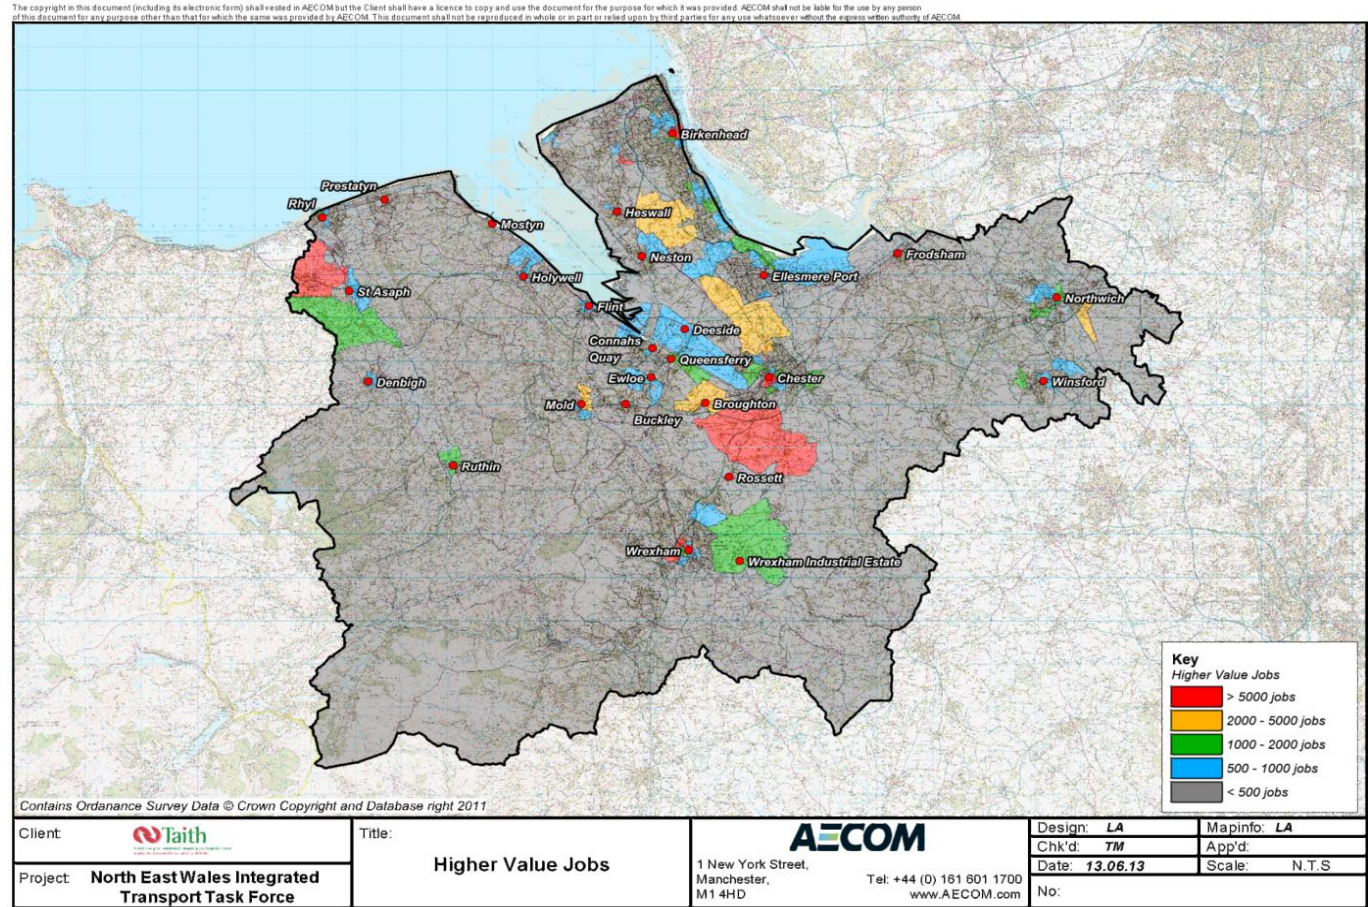 The copyright in this document (including its electronic form) shall vested in AECOM but the Client shall have a licence to copy and use the document for the purpose for which it was provided. AECOM shall not be liable for the use by any person
of this document for any purpose other than that for which the same was provided by AECOM. This document shall not be reproduced in whole or in part or relied upon by third parties for any use whatsoever without the express written authority of AECOM.
Birkenhead
Prestatyn
Rhyl
Heswall
Mostyn
Neston
Frodsham
Holywell
Ellesmere Port
St Asaph
Northwich
Flint
Deeside
Connahs
Quay
Queensferry
Ewloe
Chester
Denbigh
Winsford
Mold
Broughton
Buckley
Ruthin
Rossett
Wrexham
Wrexham Industrial Estate
Key
Higher Value Jobs
> 5000 jobs
2000 - 5000 jobs
1000 - 2000 jobs
500 - 1000 jobs
< 500 jobs
Contains Ordanance Survey Data © Crown Copyright and Database right 2011
Client:
Taith
Project:
North East Wales Integrated
Transport Task Force
Title:
Higher Value Jobs
AECOM
1 New York Street,
Manchester,
M1 4HD
Tel: +44 (0) 161 601 1700
www.AECOM.com
Design: LA
Mapinfo: LA
Chk'd: TM
App'd:
Date: 13.06.13
Scale: N.T.S
No: